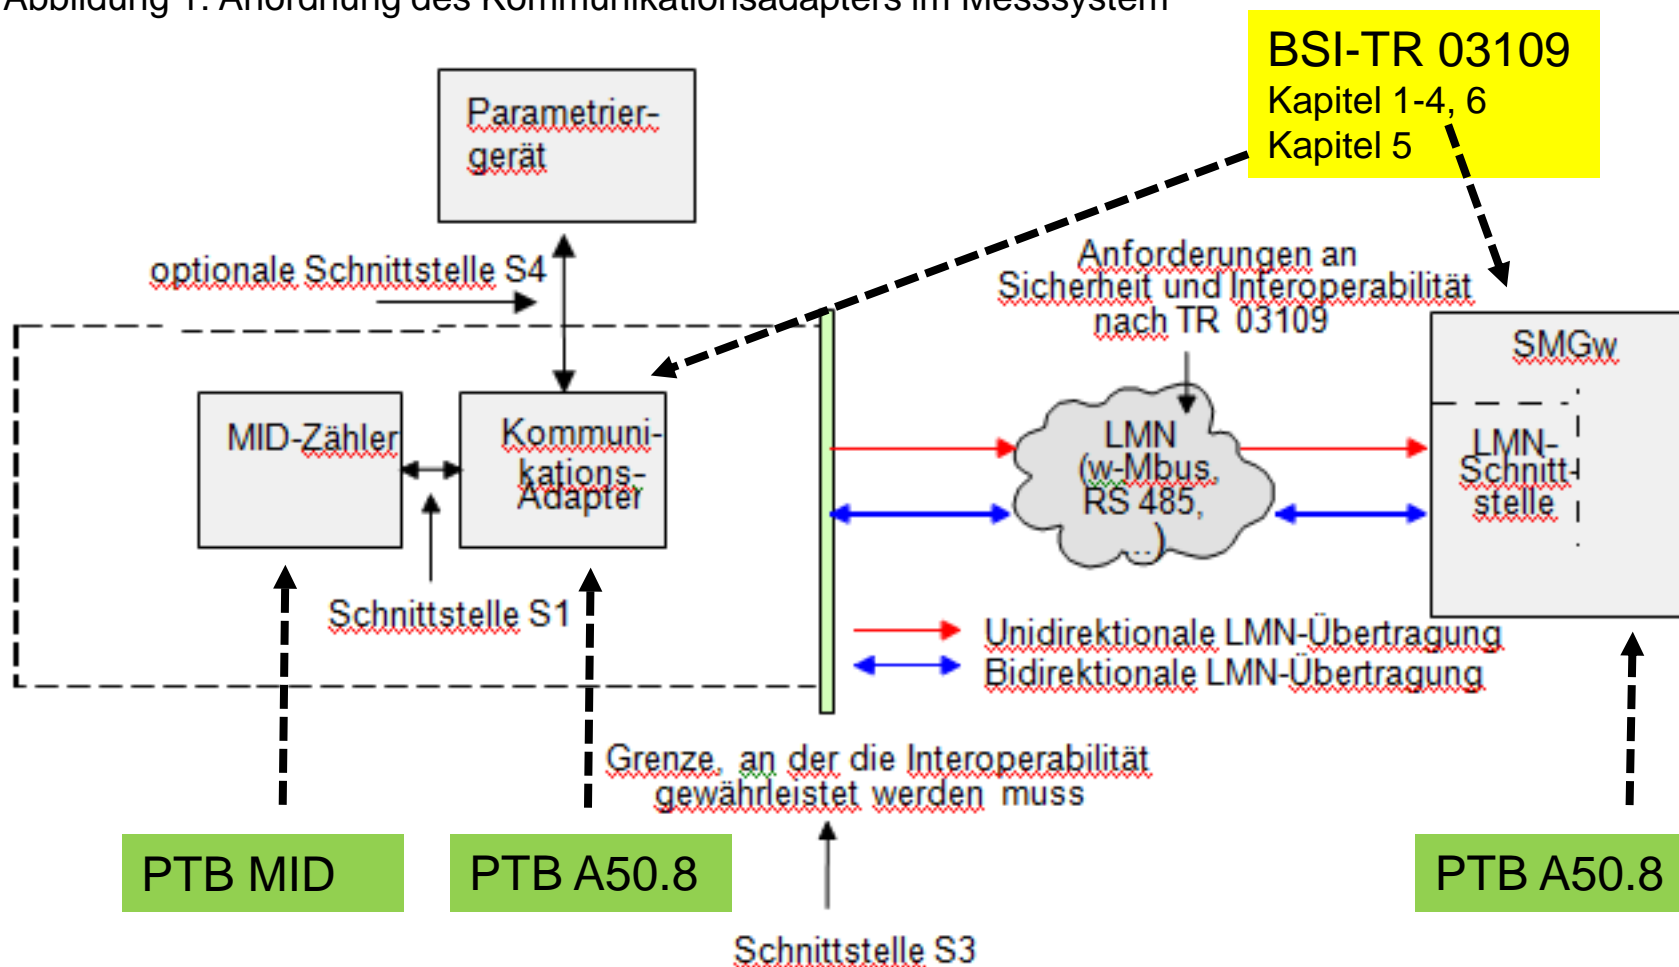 Abbildung 1: Anordnung des Kommunikationsadapters im Messsystem
BSI-TR 03109
Kapitel 1-4, 6
Kapitel 5
Parametrier-
gerät
optionale Schnittstelle S4
Anforderungen an
Sicherheit und Interoperabilität
nach TR 03109
SMGw
MID-Zähler
Kommuni-
kations-
Adapter
LMN
(w-Mbus,
RS 485,
...)
LMN-
Schnitt-
stelle
Schnittstelle S1
Unidirektionale LMN-Übertragung
Bidirektionale LMN-Übertragung
Grenze, an der die Interoperabilität
gewährleistet werden muss
PTB MID
PTB A50.8
PTB A50.8
Schnittstelle S3